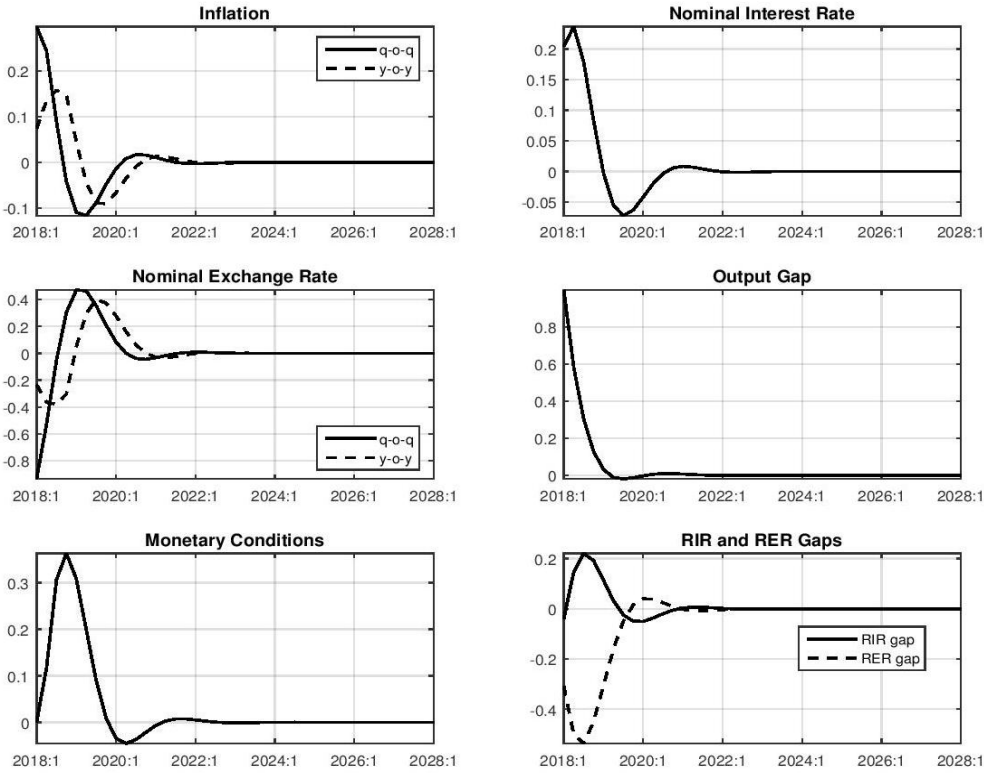 Inflation
0.2
0.1
0
-0.1
q-o-q
y-o-y
2018:1 2020:1 2022:1 2024:1 2026:1 2028:1
Nominal Interest Rate
0.2
0.15
0.1
0.05
0
-0.05
2018:1 2020:1 2022:1 2024:1 2026:1 2028:1
Nominal Exchange Rate
0.4
0.2
0
-0.2
-0.4
-0.6
-0.8
q-o-q
y-o-y
2018:1 2020:1 2022:1 2024:1 2026:1 2028:1
Output Gap
0.8
0.6
0.4
0.2
0
2018:1 2020:1 2022:1 2024:1 2026:1 2028:1
Monetary Conditions
0.3
0.2
0.1
0
2018:1 2020:1 2022:1 2024:1 2026:1 2028:1
RIR and RER Gaps
0.2
0
-0.2
-0.4
RIR gap
RER gap
2018:1 2020:1 2022:1 2024:1 2026:1 2028:1